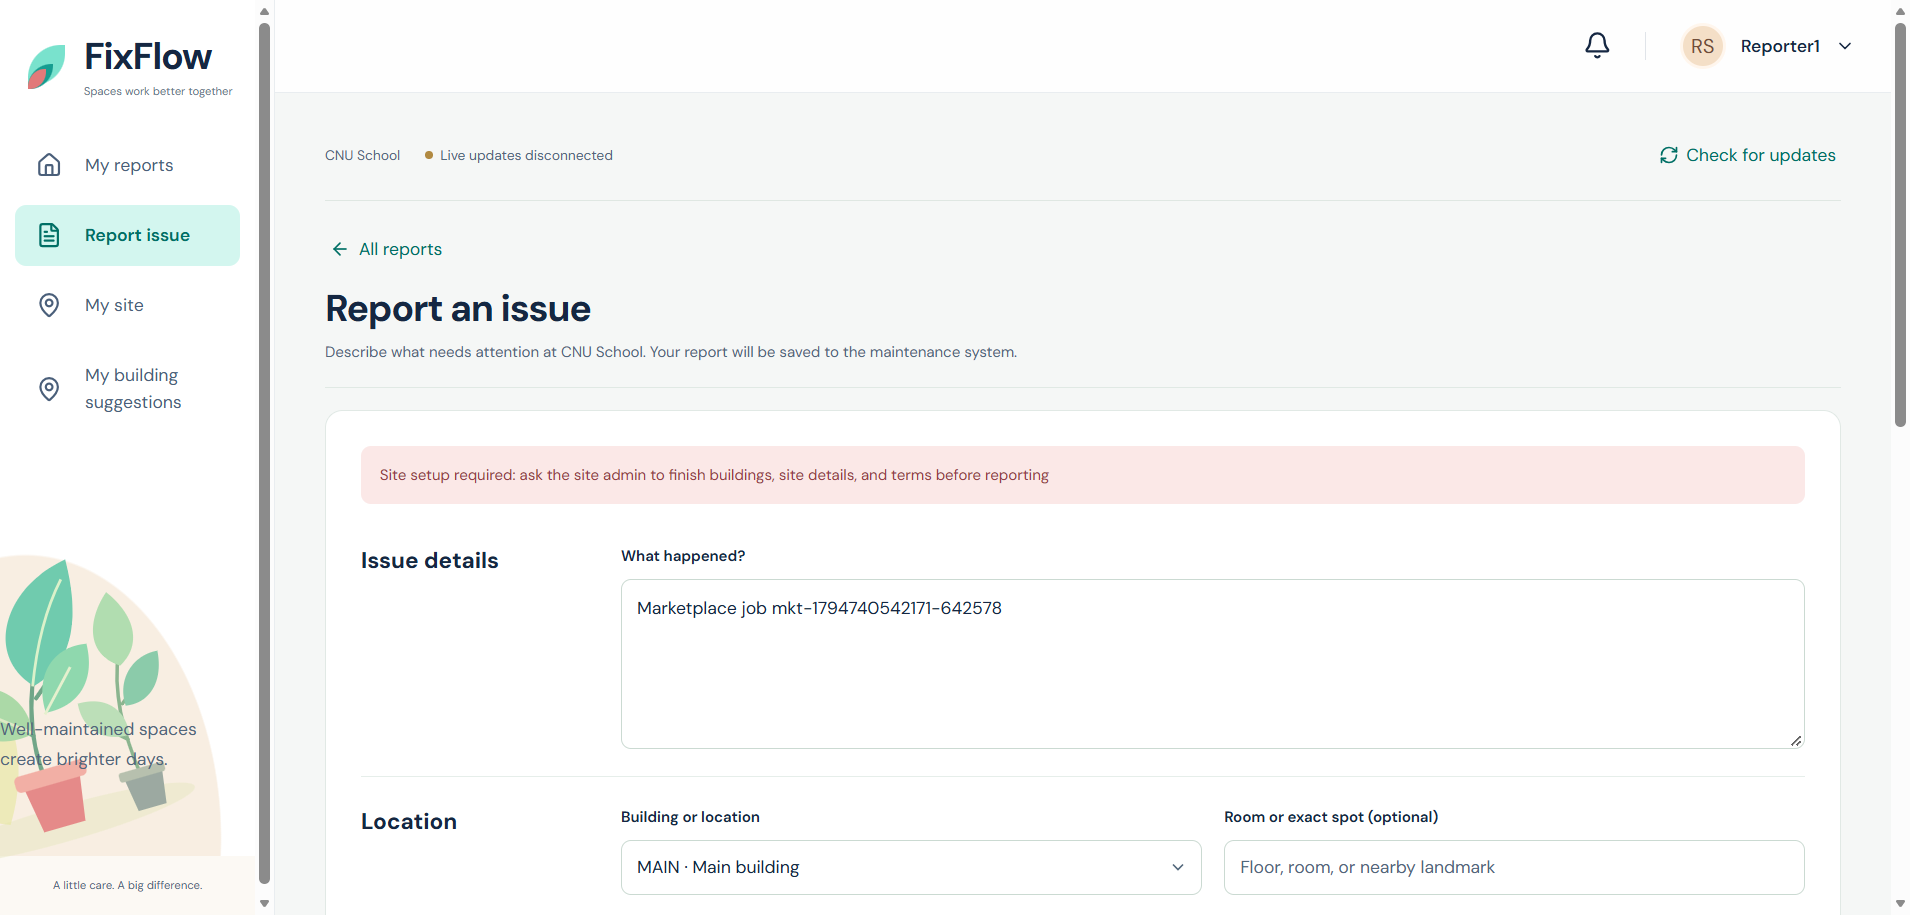 FixFlow
Spaces work better together
My reports
Report issue
My site
My building
suggestions
Well-maintained spaces
create brighter days.
A little care. A big difference.
RS
Reporter1
CNU School
Live updates disconnected
Check for updates
All reports
Report an issue
Describe what needs attention at CNU School. Your report will be saved to the maintenance system.
Site setup required: ask the site admin to finish buildings, site details, and terms before reporting
Issue details
What happened?
Marketplace job mkt-1794740542171-642578
Location
Building or location
MAIN · Main building
Room or exact spot (optional)
Floor, room, or nearby landmark